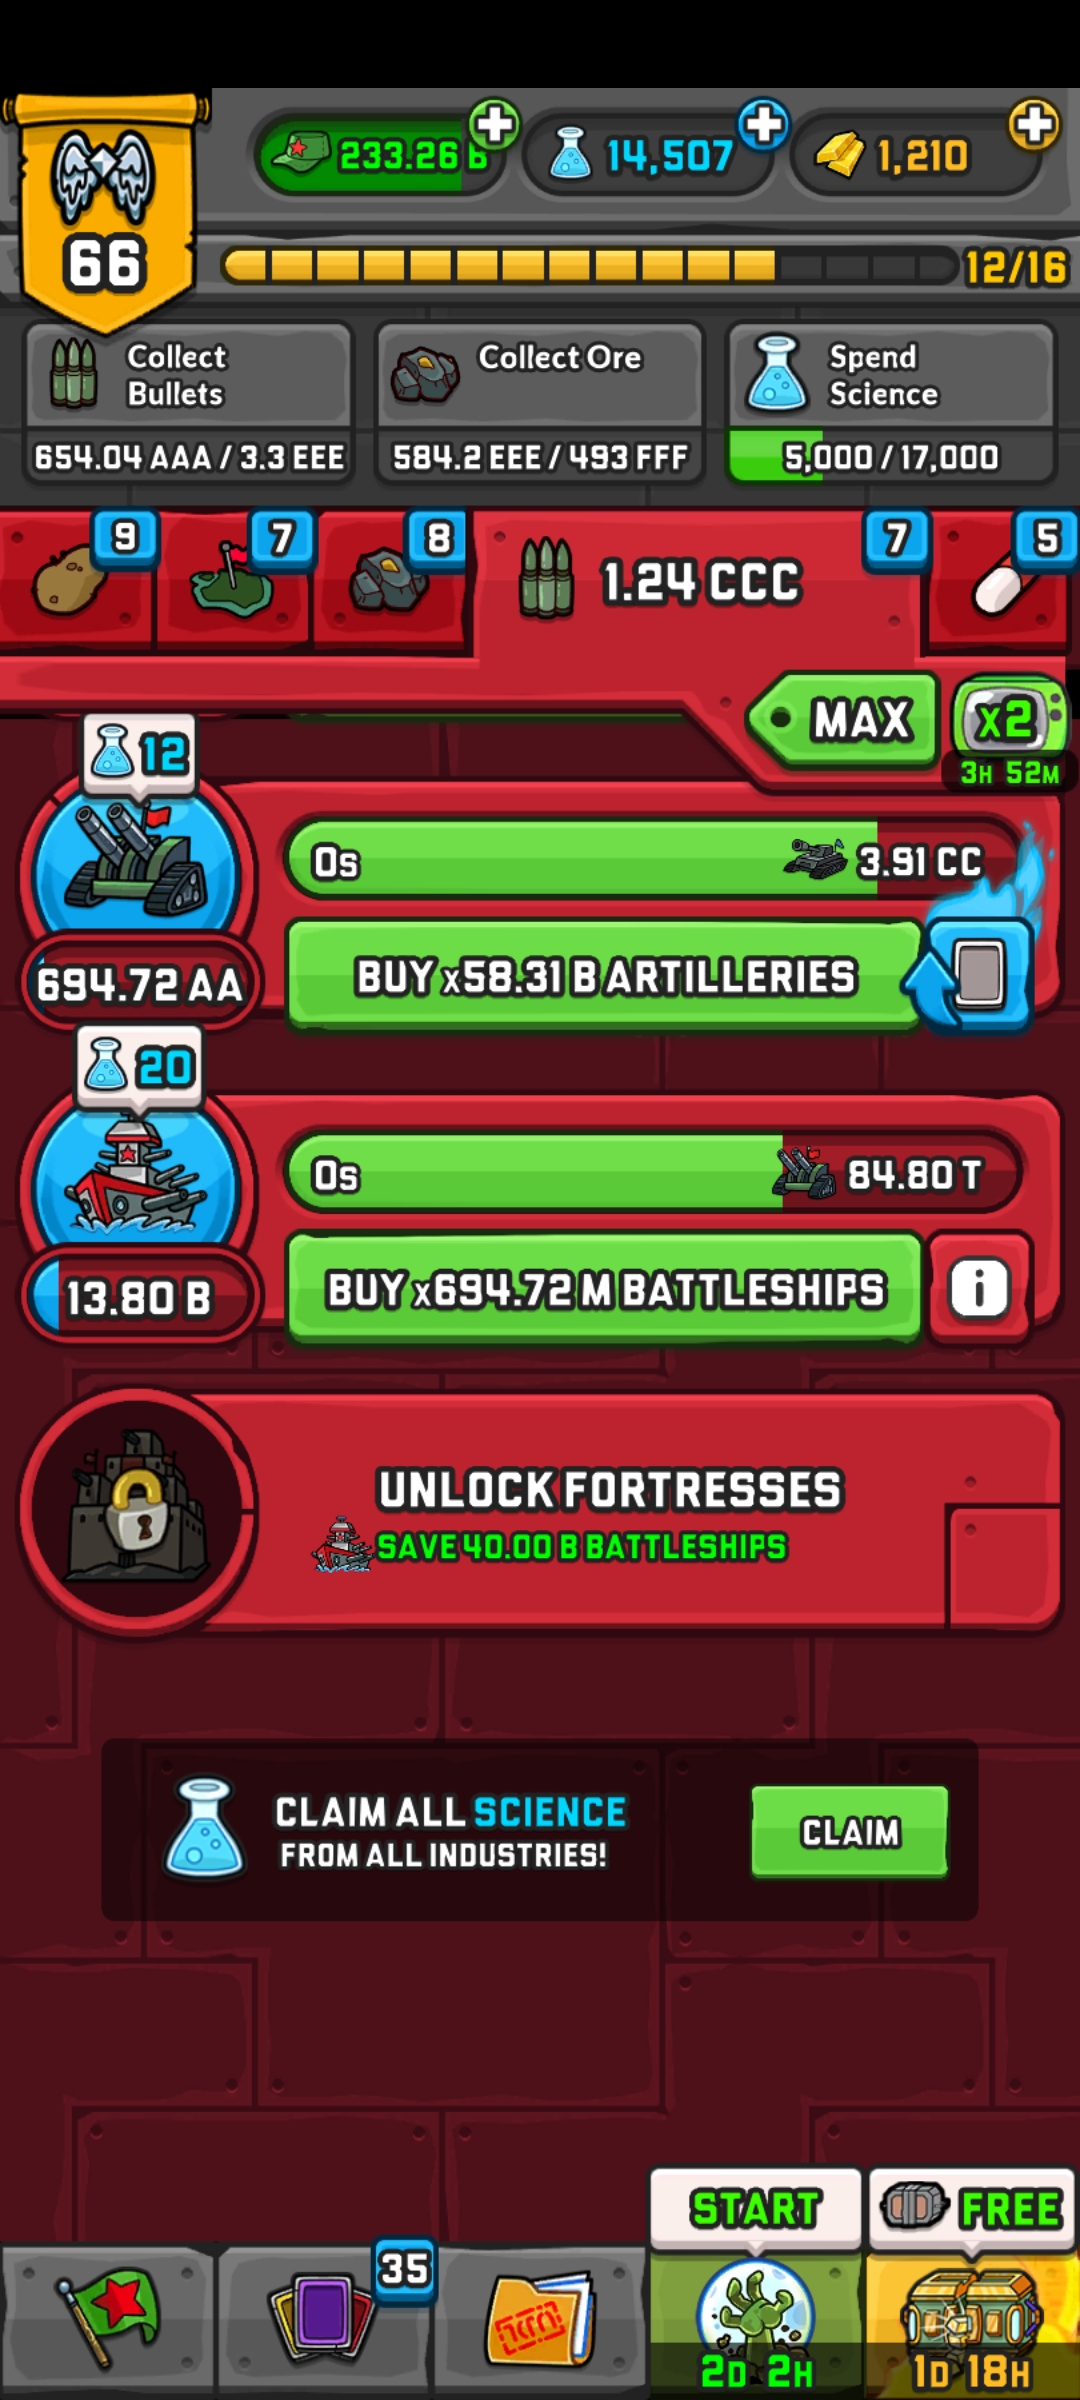 66
233.26 B
14,507
1,210
12/16
Collect
Bullets
654.04 AAA / 3.3 EEE
Collect Ore
584.2 EEE / 493 FFF
Spend
Science
5,000 / 17,000
9
7
8
1.24 CCC
7
5
MAX
x2
3H 52M
12
0s
3.91 CC
694.72 AA
BUY x58.31 B ARTILLERIES
20
0s
84.80 T
13.80 B
BUY x694.72 M BATTLESHIPS
i
UNLOCK FORTRESSES
SAVE 40.00 B BATTLESHIPS
CLAIM ALL SCIENCE
FROM ALL INDUSTRIES!
CLAIM
START
FREE
35
2D 2H
1D 18H